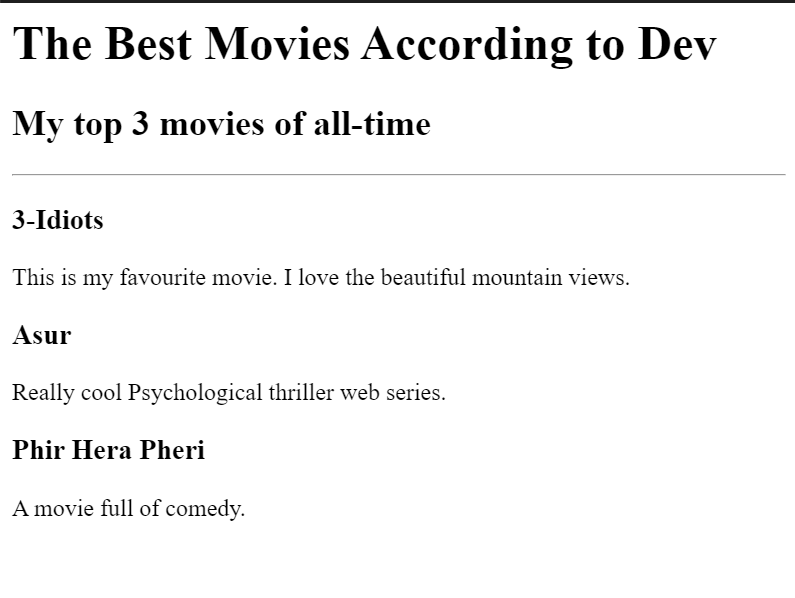 The Best Movies According to Dev
My top 3 movies of all-time
3-Idiots
This is my favourite movie. I love the beautiful mountain views.
Asur
Really cool Psychological thriller web series.
Phir Hera Pheri
A movie full of comedy.